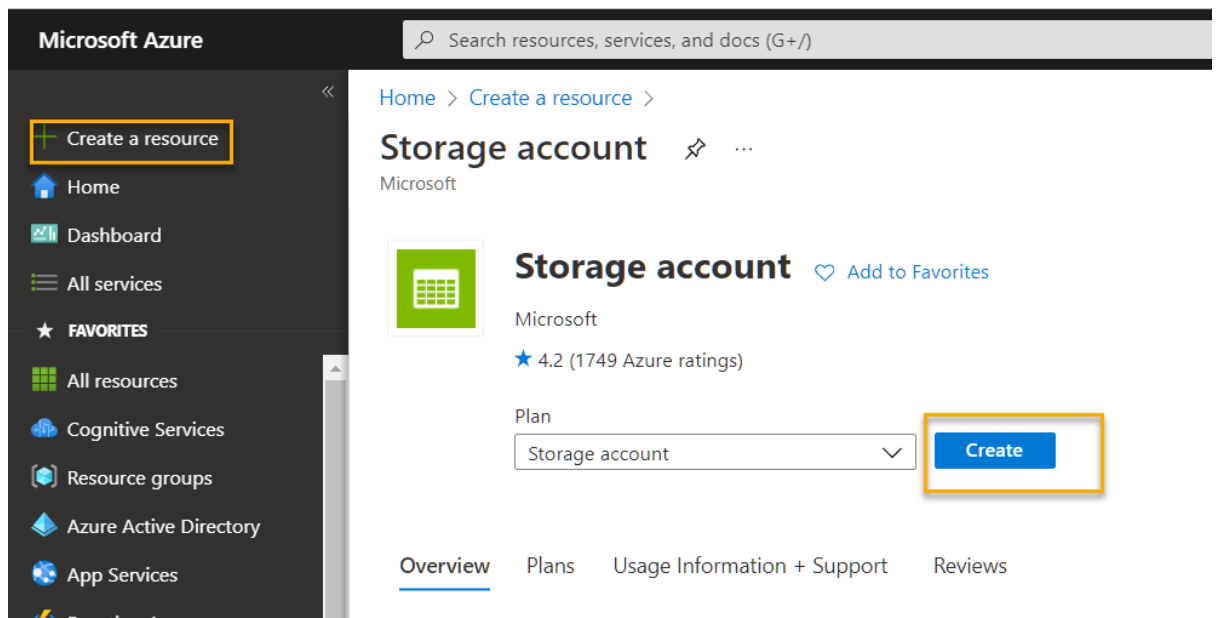 Microsoft Azure
Search resources, services, and docs (G+/)
Create a resource
Home
Dashboard
All services
FAVORITES
All resources
Cognitive Services
Resource groups
Azure Active Directory
App Services
Home > Create a resource >
Storage account
Microsoft
Storage account
Add to Favorites
Microsoft
4.2 (1749 Azure ratings)
Plan
Storage account
Create
Overview Plans Usage Information + Support Reviews